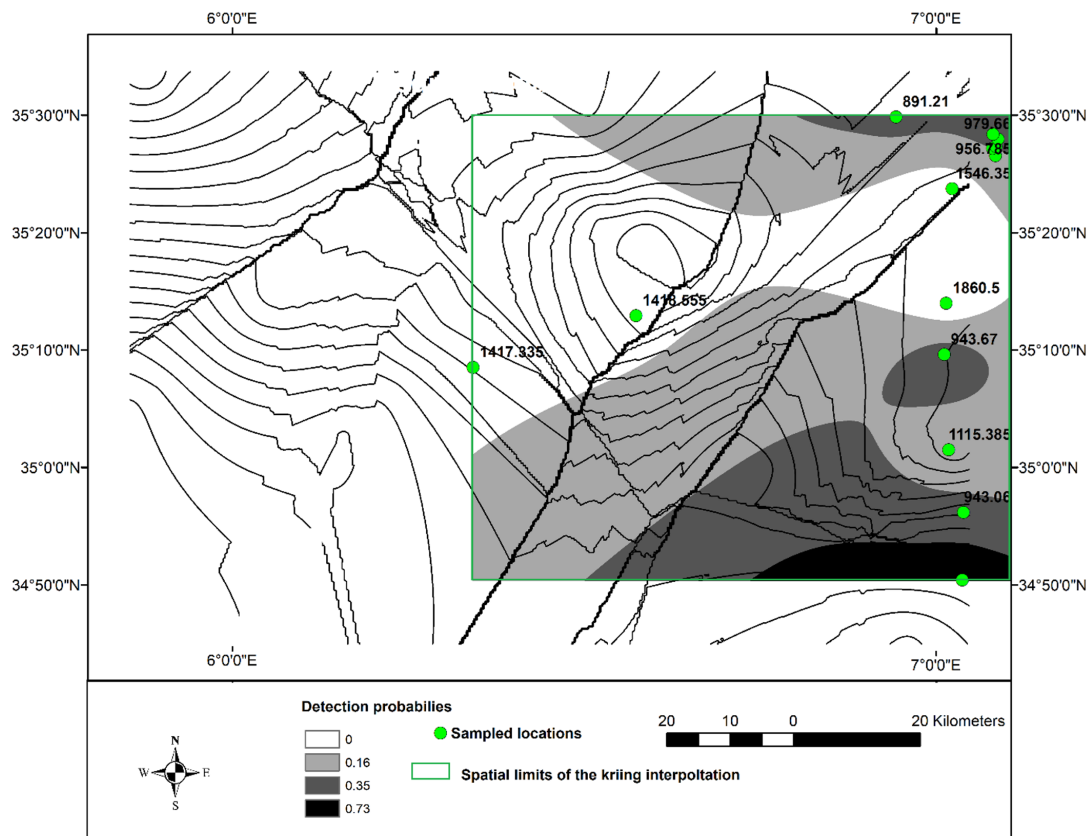 6°0'0"E
7°0'0"E
35°30'0"N
35°30'0"N
891.21
979.66
956.785
1546.35
35°20'0"N
35°20'0"N
1860.5
1418.555
943.67
1417.335
35°10'0"N
35°10'0"N
1115.385
35°0'0"N
35°0'0"N
943.06
34°50'0"N
34°50'0"N
6°0'0"E
7°0'0"E
Detection probabilies
0
0.16
0.35
0.73
Sampled locations
Spatial limits of the kriing interpoltation
20 10 0 20 Kilometers
N
W E
S